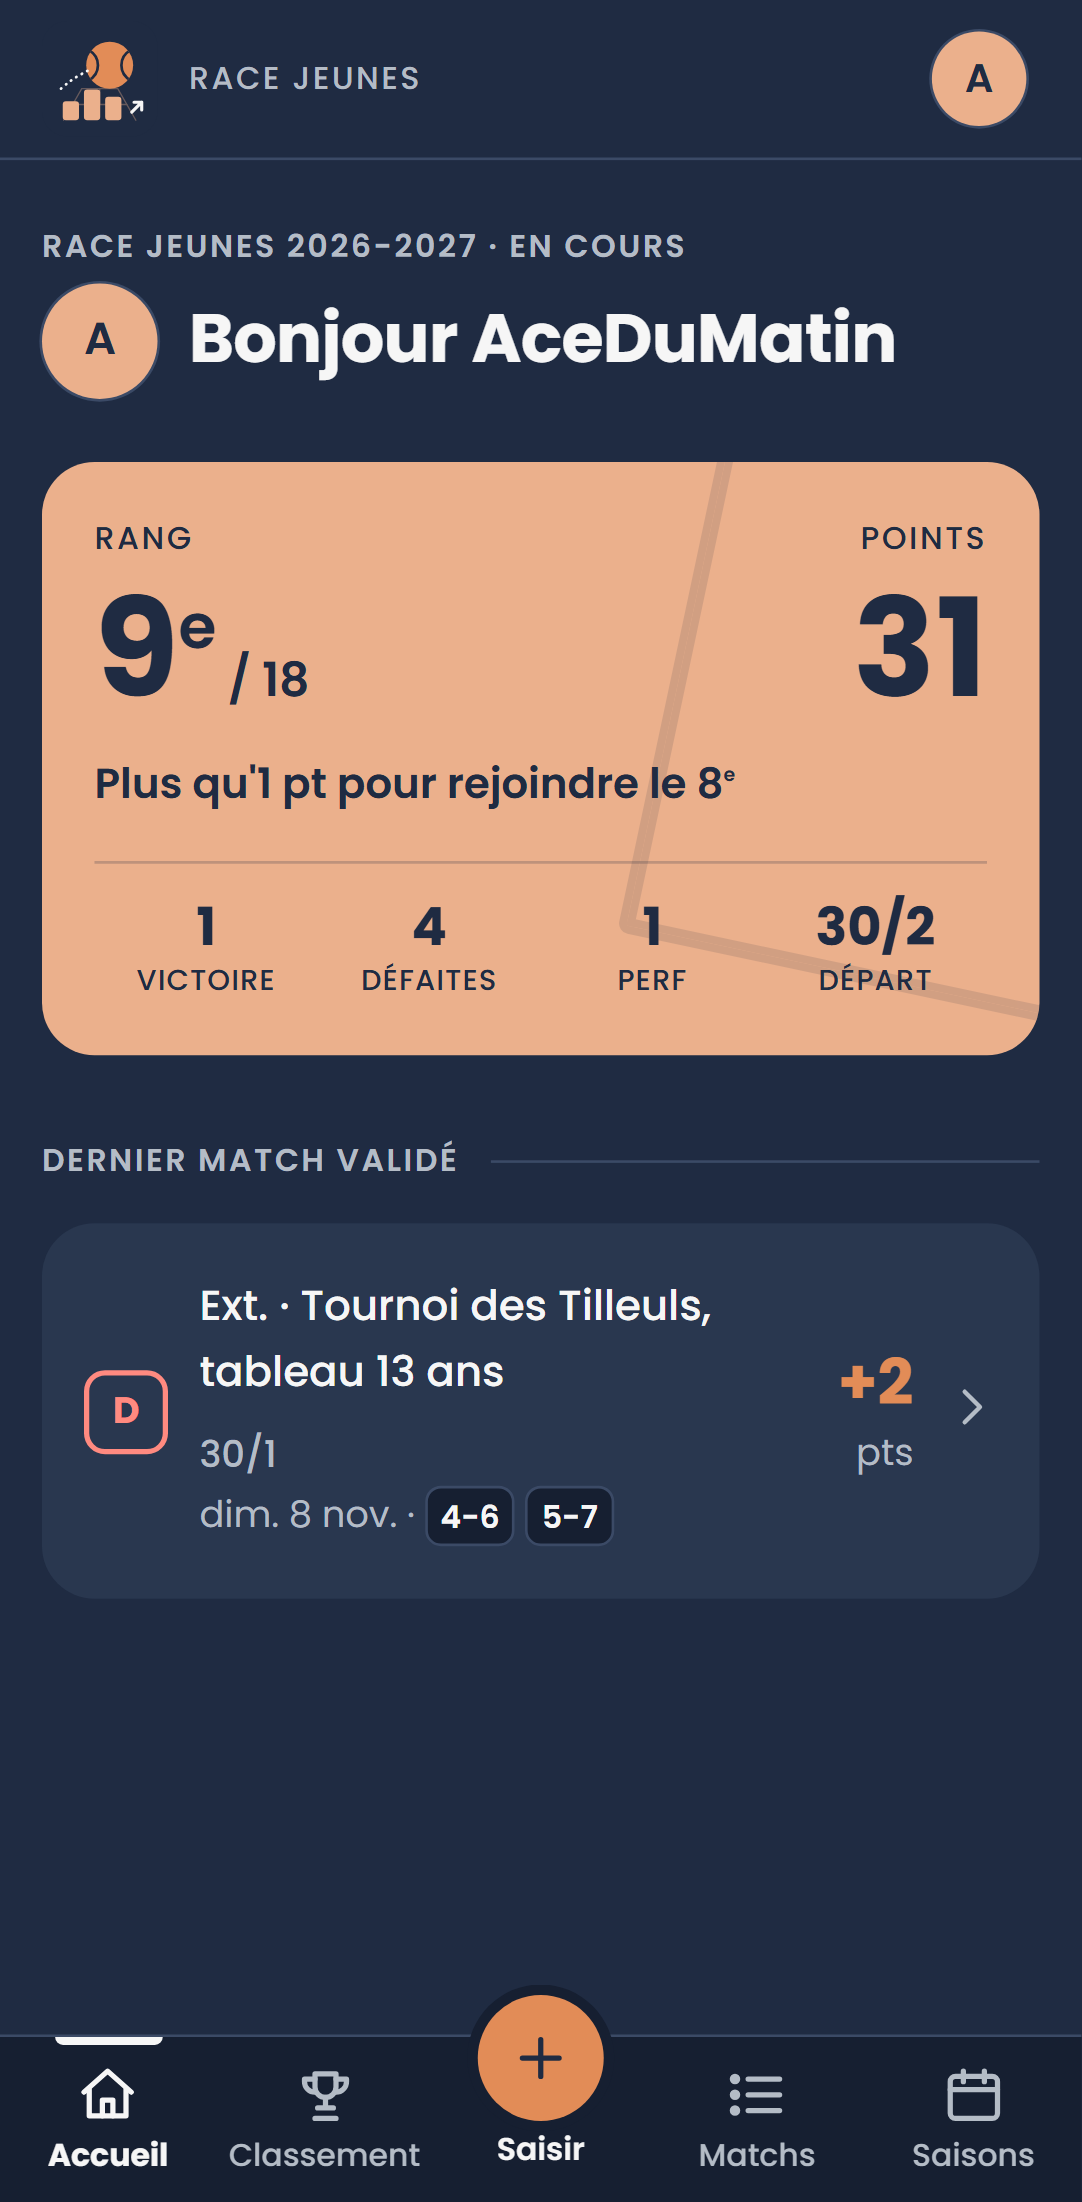 RACE JEUNES
A
RACE JEUNES 2026-2027 · EN COURS
A
Bonjour AceDuMatin
RANG
POINTS
9e / 18
31
Plus qu'1 pt pour rejoindre le 8e
1
4
1
30/2
VICTOIRE
DÉFAITES
PERF
DÉPART
DERNIER MATCH VALIDÉ
Ext. · Tournoi des Tilleuls,
tableau 13 ans
D
+2
pts
30/1
dim. 8 nov. · 4-6 5-7
Accueil
Classement
Saisir
Matchs
Saisons